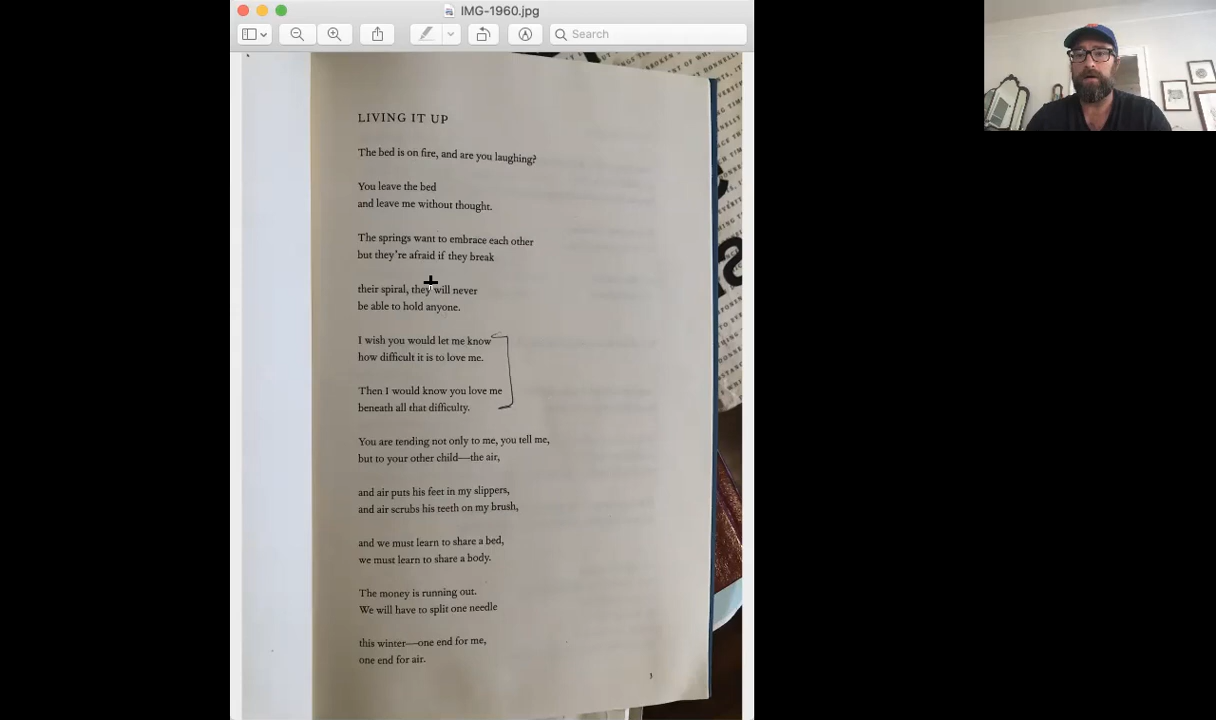 IMG-1960.jpg
Search
LIVING IT UP
The bed is on fire, and are you laughing?
You leave the bed
and leave me without thought.
The springs want to embrace each other
but they're afraid if they break
their spiral, they will never
be able to hold anyone.
I wish you would let me know
how difficult it is to love me.
Then I would know you love me
beneath all that difficulty.
You are tending not only to me, you tell me,
but to your other child—the air,
and air puts his feet in my slippers,
and air scrubs his teeth on my brush,
and we must learn to share a bed,
we must learn to share a body.
The money is running out.
We will have to split one needle
this winter—one end for me,
one end for air.
3